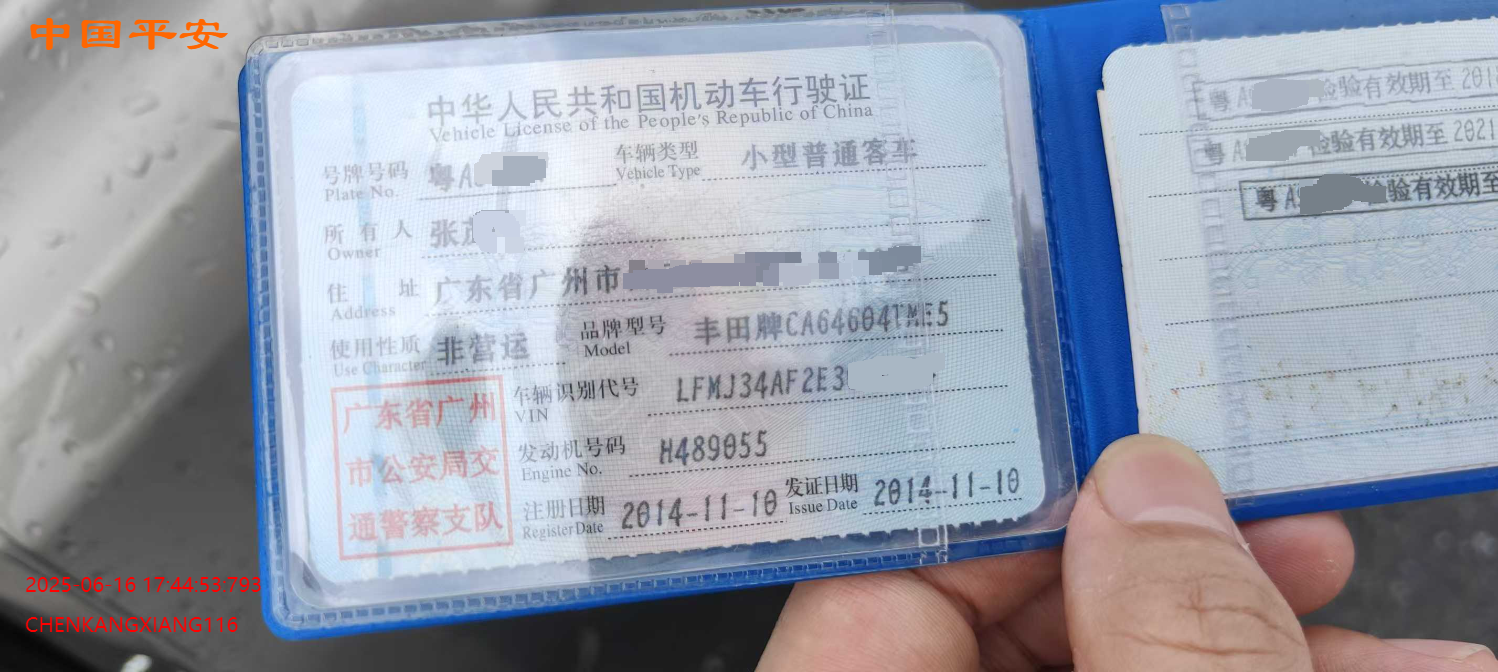 中国平安
中华人民共和国机动车行驶证
Vehicle License of the People's Republic of China
号牌号码 粤A 车辆类型 小型普通客车
Plate No. Vehicle Type
所有人 张
Owner
住址 广东省广州市
Address
使用性质 非营运 品牌型号 丰田牌CA64604TME5
Use Character Model
车辆识别代号 LFMJ34AF2E3
VIN
发动机号码 H489055
Engine No.
注册日期 2014-11-10 发证日期 2014-11-10
Register Date Issue Date
广东省广州
市公安局交
通警察支队
粤A 检验有效期至 201
粤A 检验有效期至 2021
粤AS 验有效期至
2025-06-16 17:44:53:793
CHENKANGXIANG116